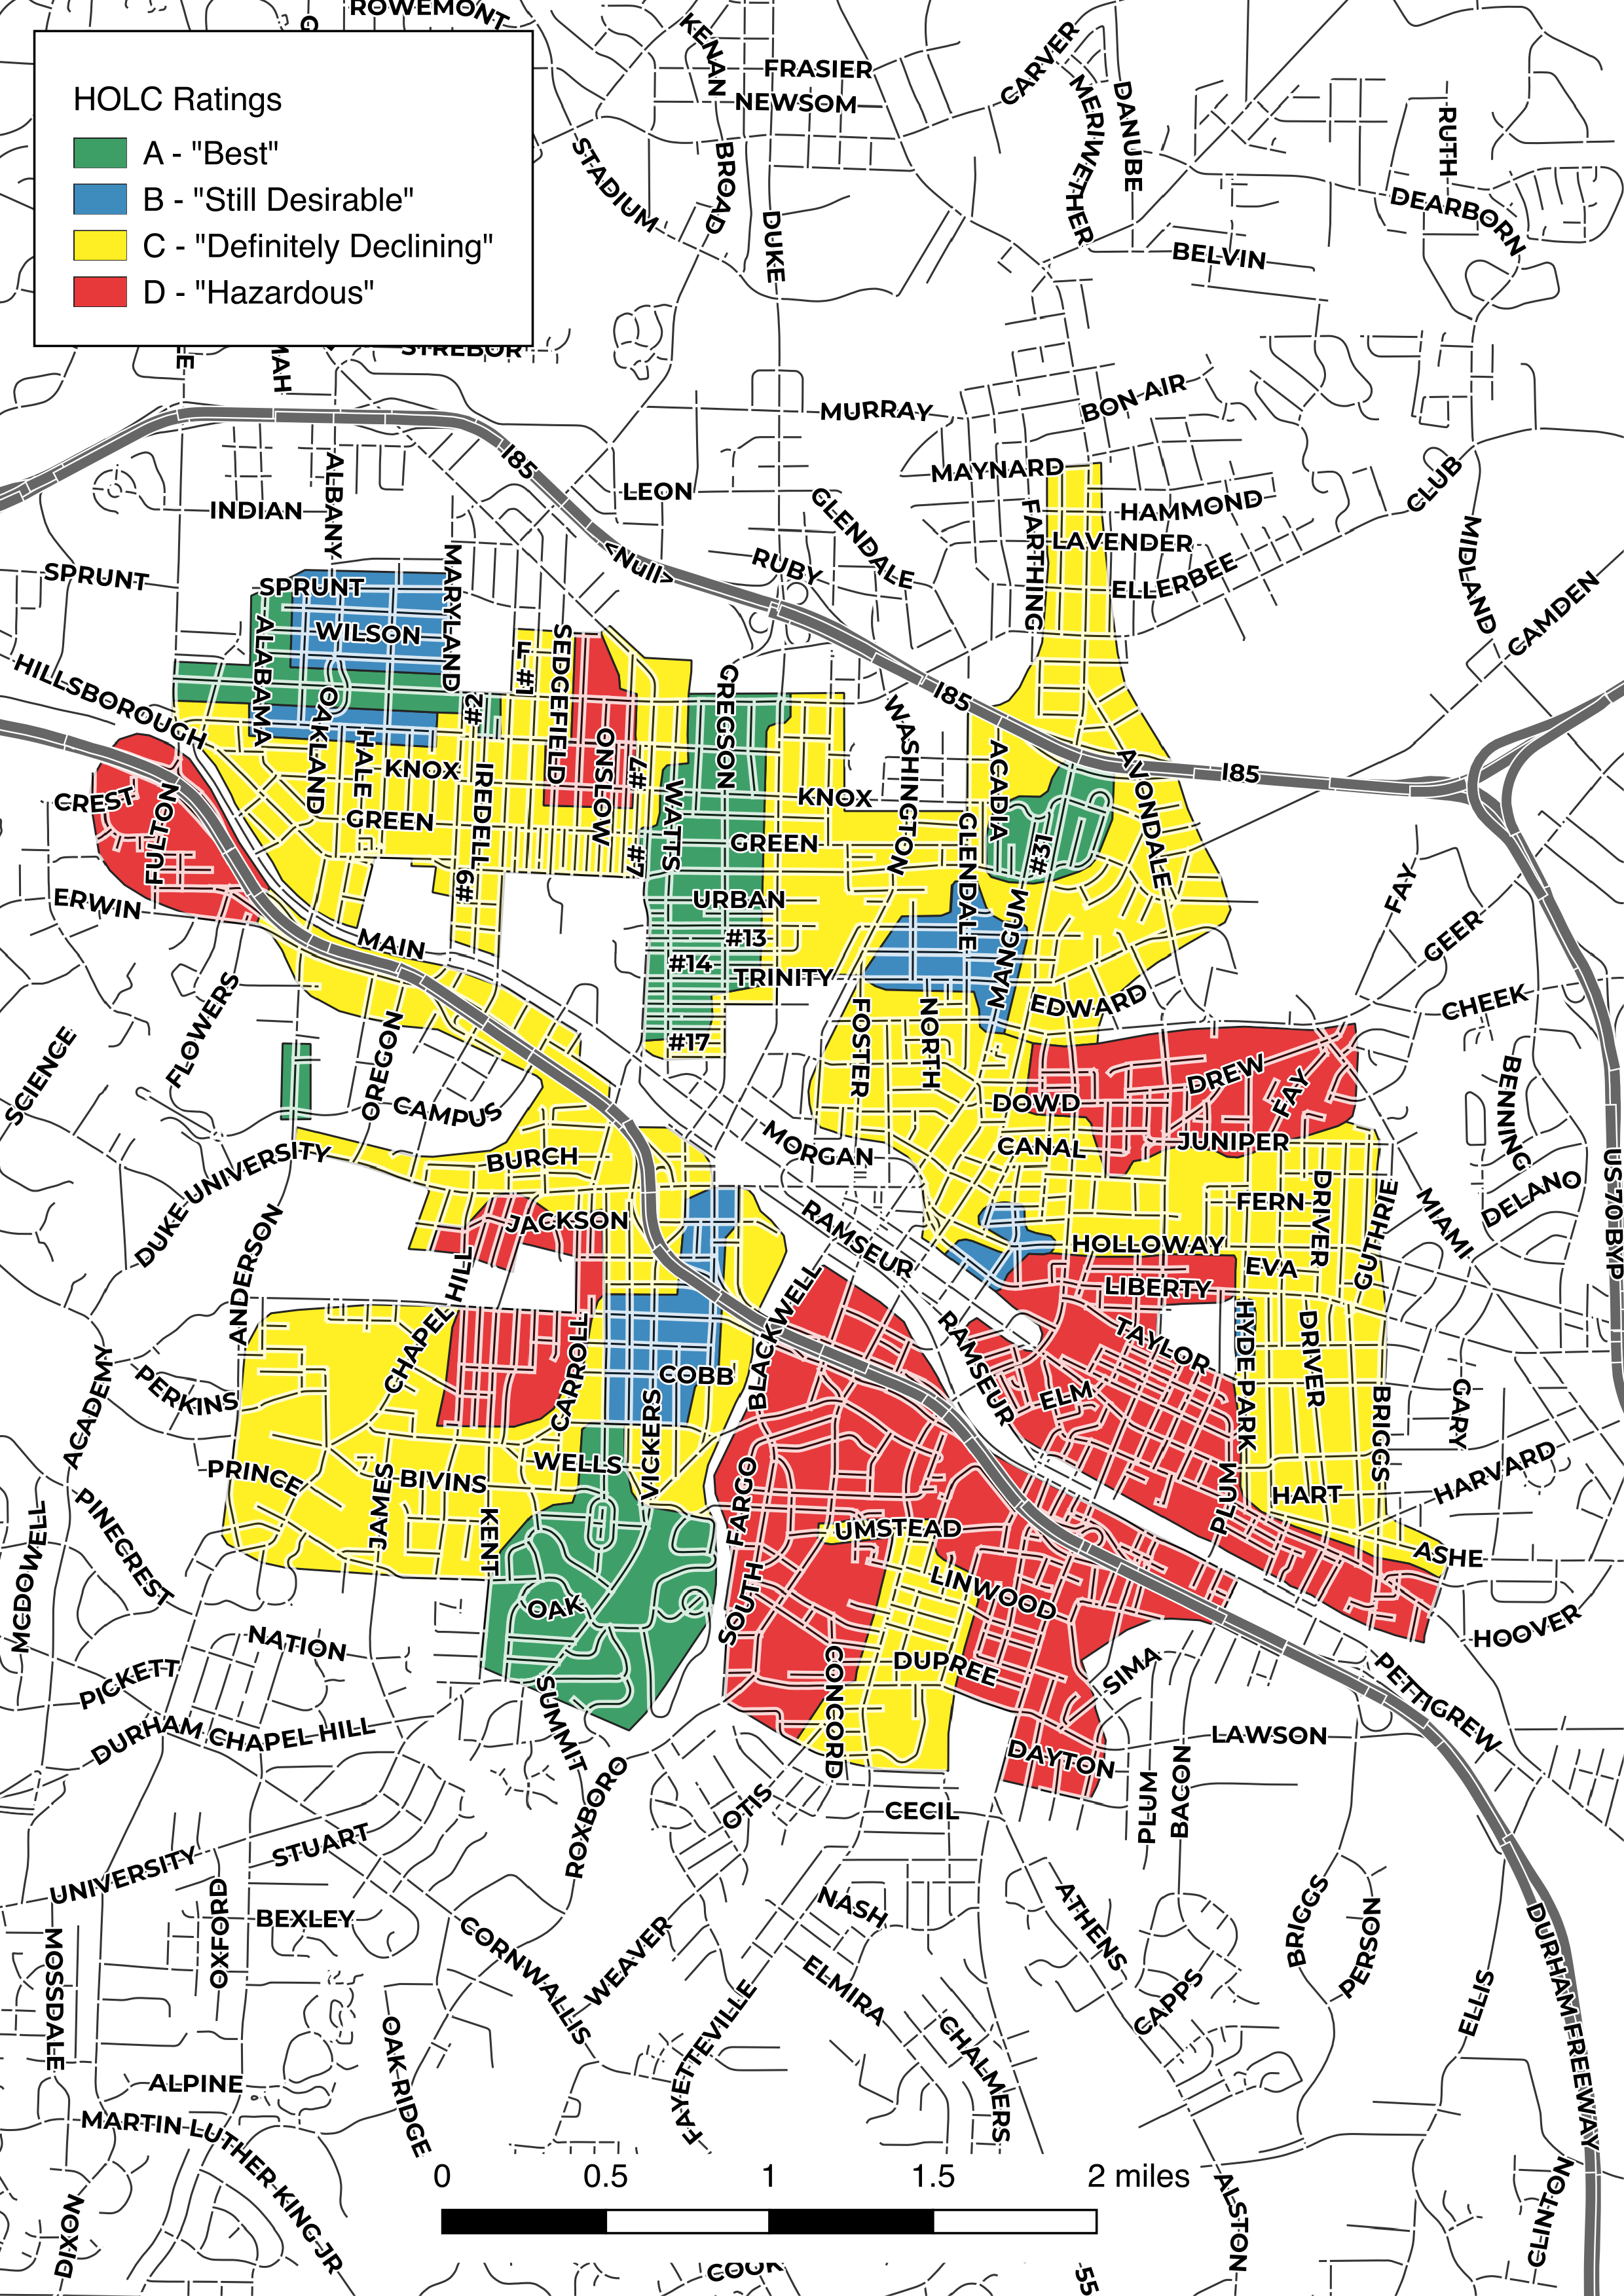 ROWEMONT
KENAN
FRASIER
NEWSOM
CARVER
MERIWETHER
DANUBE
RUTH
DEARBORN
HOLC Ratings
A - "Best"
B - "Still Desirable"
C - "Definitely Declining"
D - "Hazardous"
STADIUM
BROAD
DUKE
BELVIN
STREBOR
MURRAY
BON AIR
MAYNARD
I85
ALBANY
INDIAN
LEON
GLENDALE
FARTHING
HAMMOND
LAVENDER
CLUB
MIDLAND
CAMDEN
<Null>
RUBY
ELLERBEE
SPRUNT
SPRUNT
MARYLAND
WILSON
ALABAMA
HILLSBOROUGH
OAKLAND
#2
SEDGEFIELD
GREGSON
WASHINGTON
I85
ACADIA
AVONDALE
I85
HALE
KNOX
IREDELL
ONSLOW
#7
WATTS
KNOX
CREST
FULTON
GREEN
#7
GREEN
GLENDALE
#31
ERWIN
#9
URBAN
FAY
GEER
MAIN
#13
#14
TRINITY
MANGUM
EDWARD
CHEEK
FLOWERS
SCIENCE
OREGON
#17
FOSTER
NORTH
DREW
FAY
BENNING
CAMPUS
DOWD
DUKE UNIVERSITY
BURCH
MORGAN
CANAL
JUNIPER
DELANO
US 70 BYP
ANDERSON
JACKSON
RAMSEUR
FERN
DRIVER
GUTHRIE
MIAMI
CHAPEL HILL
HOLLOWAY
EVA
LIBERTY
BLACKWELL
RAMSEUR
TAYLOR
HYDE PARK
DRIVER
ACADEMY
PERKINS
CARROLL
COBB
VICKERS
ELM
BRIGGS
GARY
PRINCE
JAMES
BIVINS
WELLS
FARGO
PLUM
HART
HARVARD
MCDOWELL
PINEGREST
KENT
UMSTEAD
ASHE
OAK
SOUTH
LINWOOD
HOOVER
NATION
PICKETT
SUMMIT
CONCORD
DUPREE
SIMA
PETTIGREW
DURHAM CHAPEL HILL
DAYTON
LAWSON
ROXBORO
OTIS
CECIL
PLUM
BACON
UNIVERSITY
STUART
OXFORD
BEXLEY
NASH
ATHENS
BRIGGS
PERSON
MOSSDALE
CORNWALLIS
WEAVER
ELMIRA
CAPPS
ELLIS
DURHAM FREEWAY
OAK RIDGE
FAYETTEVILLE
CHALMERS
ALPINE
MARTIN LUTHER KING JR
0 0.5 1 1.5 2 miles
DIXON
ALSTON
CLINTON
COOK
55